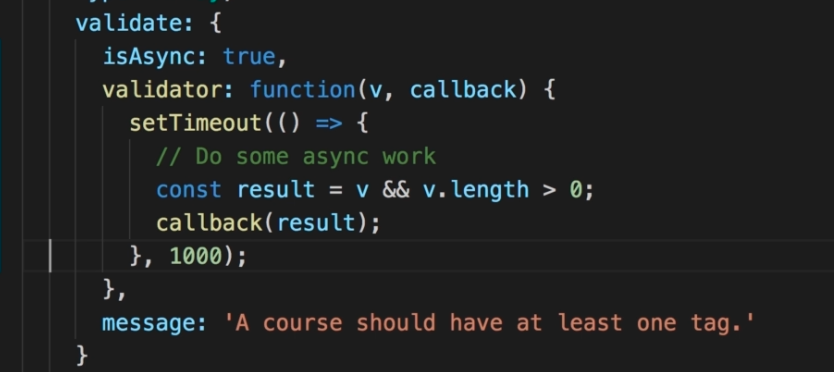 validate: {
isAsync: true,
validator: function(v, callback) {
setTimeout(() => {
// Do some async work
const result = v && v.length > 0;
callback(result);
}, 1000);
},
message: 'A course should have at least one tag.'
}